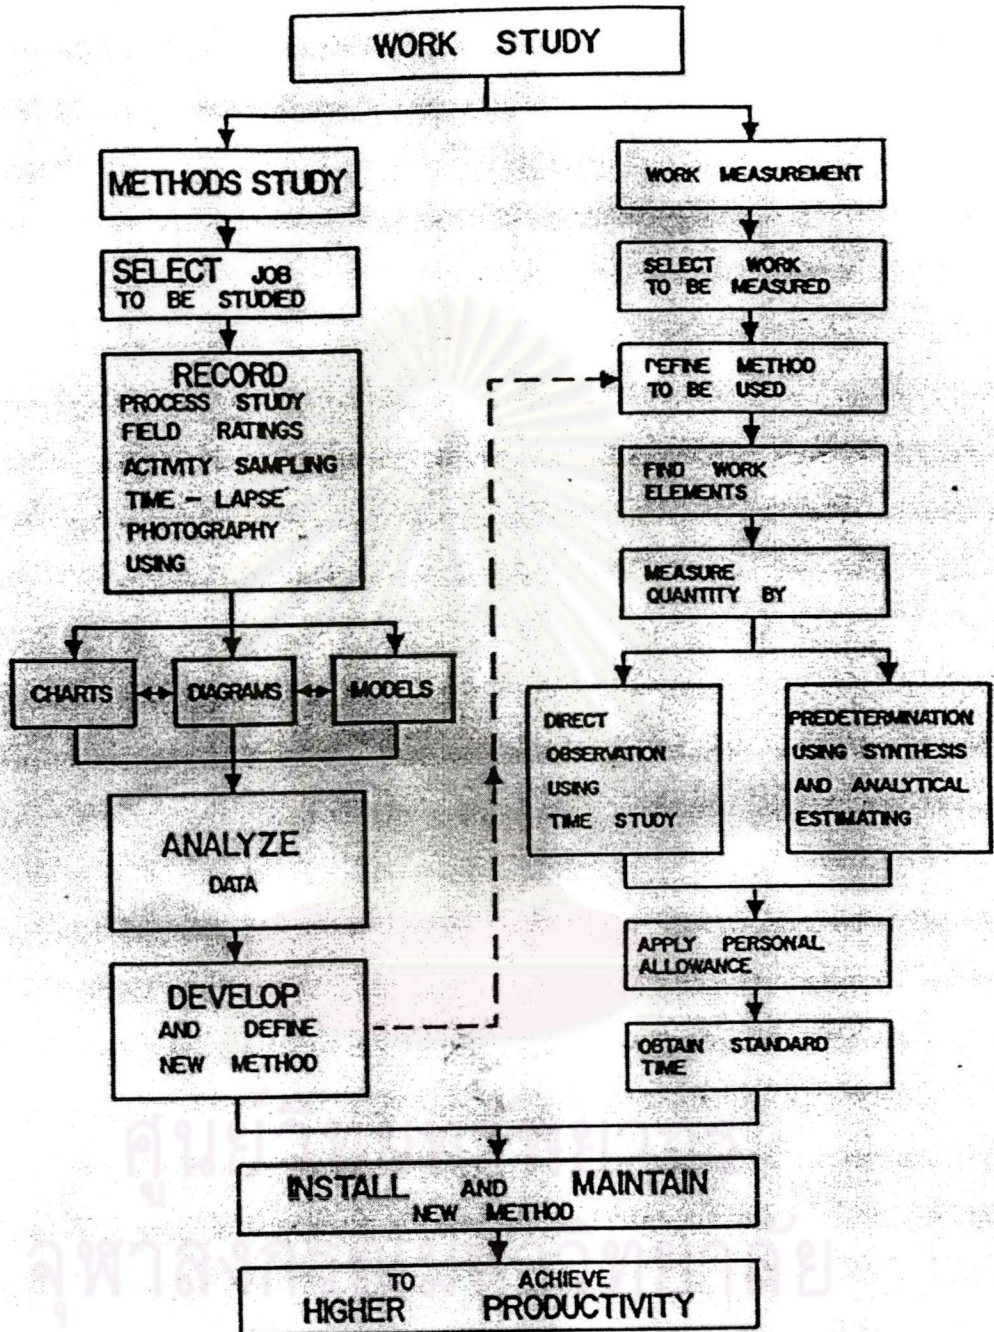 WORK STUDY
METHODS STUDY
SELECT JOB
TO BE STUDIED
RECORD
PROCESS STUDY
FIELD RATINGS
ACTIVITY SAMPLING
TIME - LAPSE
PHOTOGRAPHY
USING
CHARTS
DIAGRAMS
MODELS
ANALYZE
DATA
DEVELOP
AND DEFINE
NEW METHOD
WORK MEASUREMENT
SELECT WORK
TO BE MEASURED
DEFINE METHOD
TO BE USED
FIND WORK
ELEMENTS
MEASURE
QUANTITY BY
DIRECT
OBSERVATION
USING
TIME STUDY
PREDETERMINATION
USING SYNTHESIS
AND ANALYTICAL
ESTIMATING
APPLY PERSONAL
ALLOWANCE
OBTAIN STANDARD
TIME
INSTALL AND MAINTAIN
NEW METHOD
TO ACHIEVE
HIGHER PRODUCTIVITY